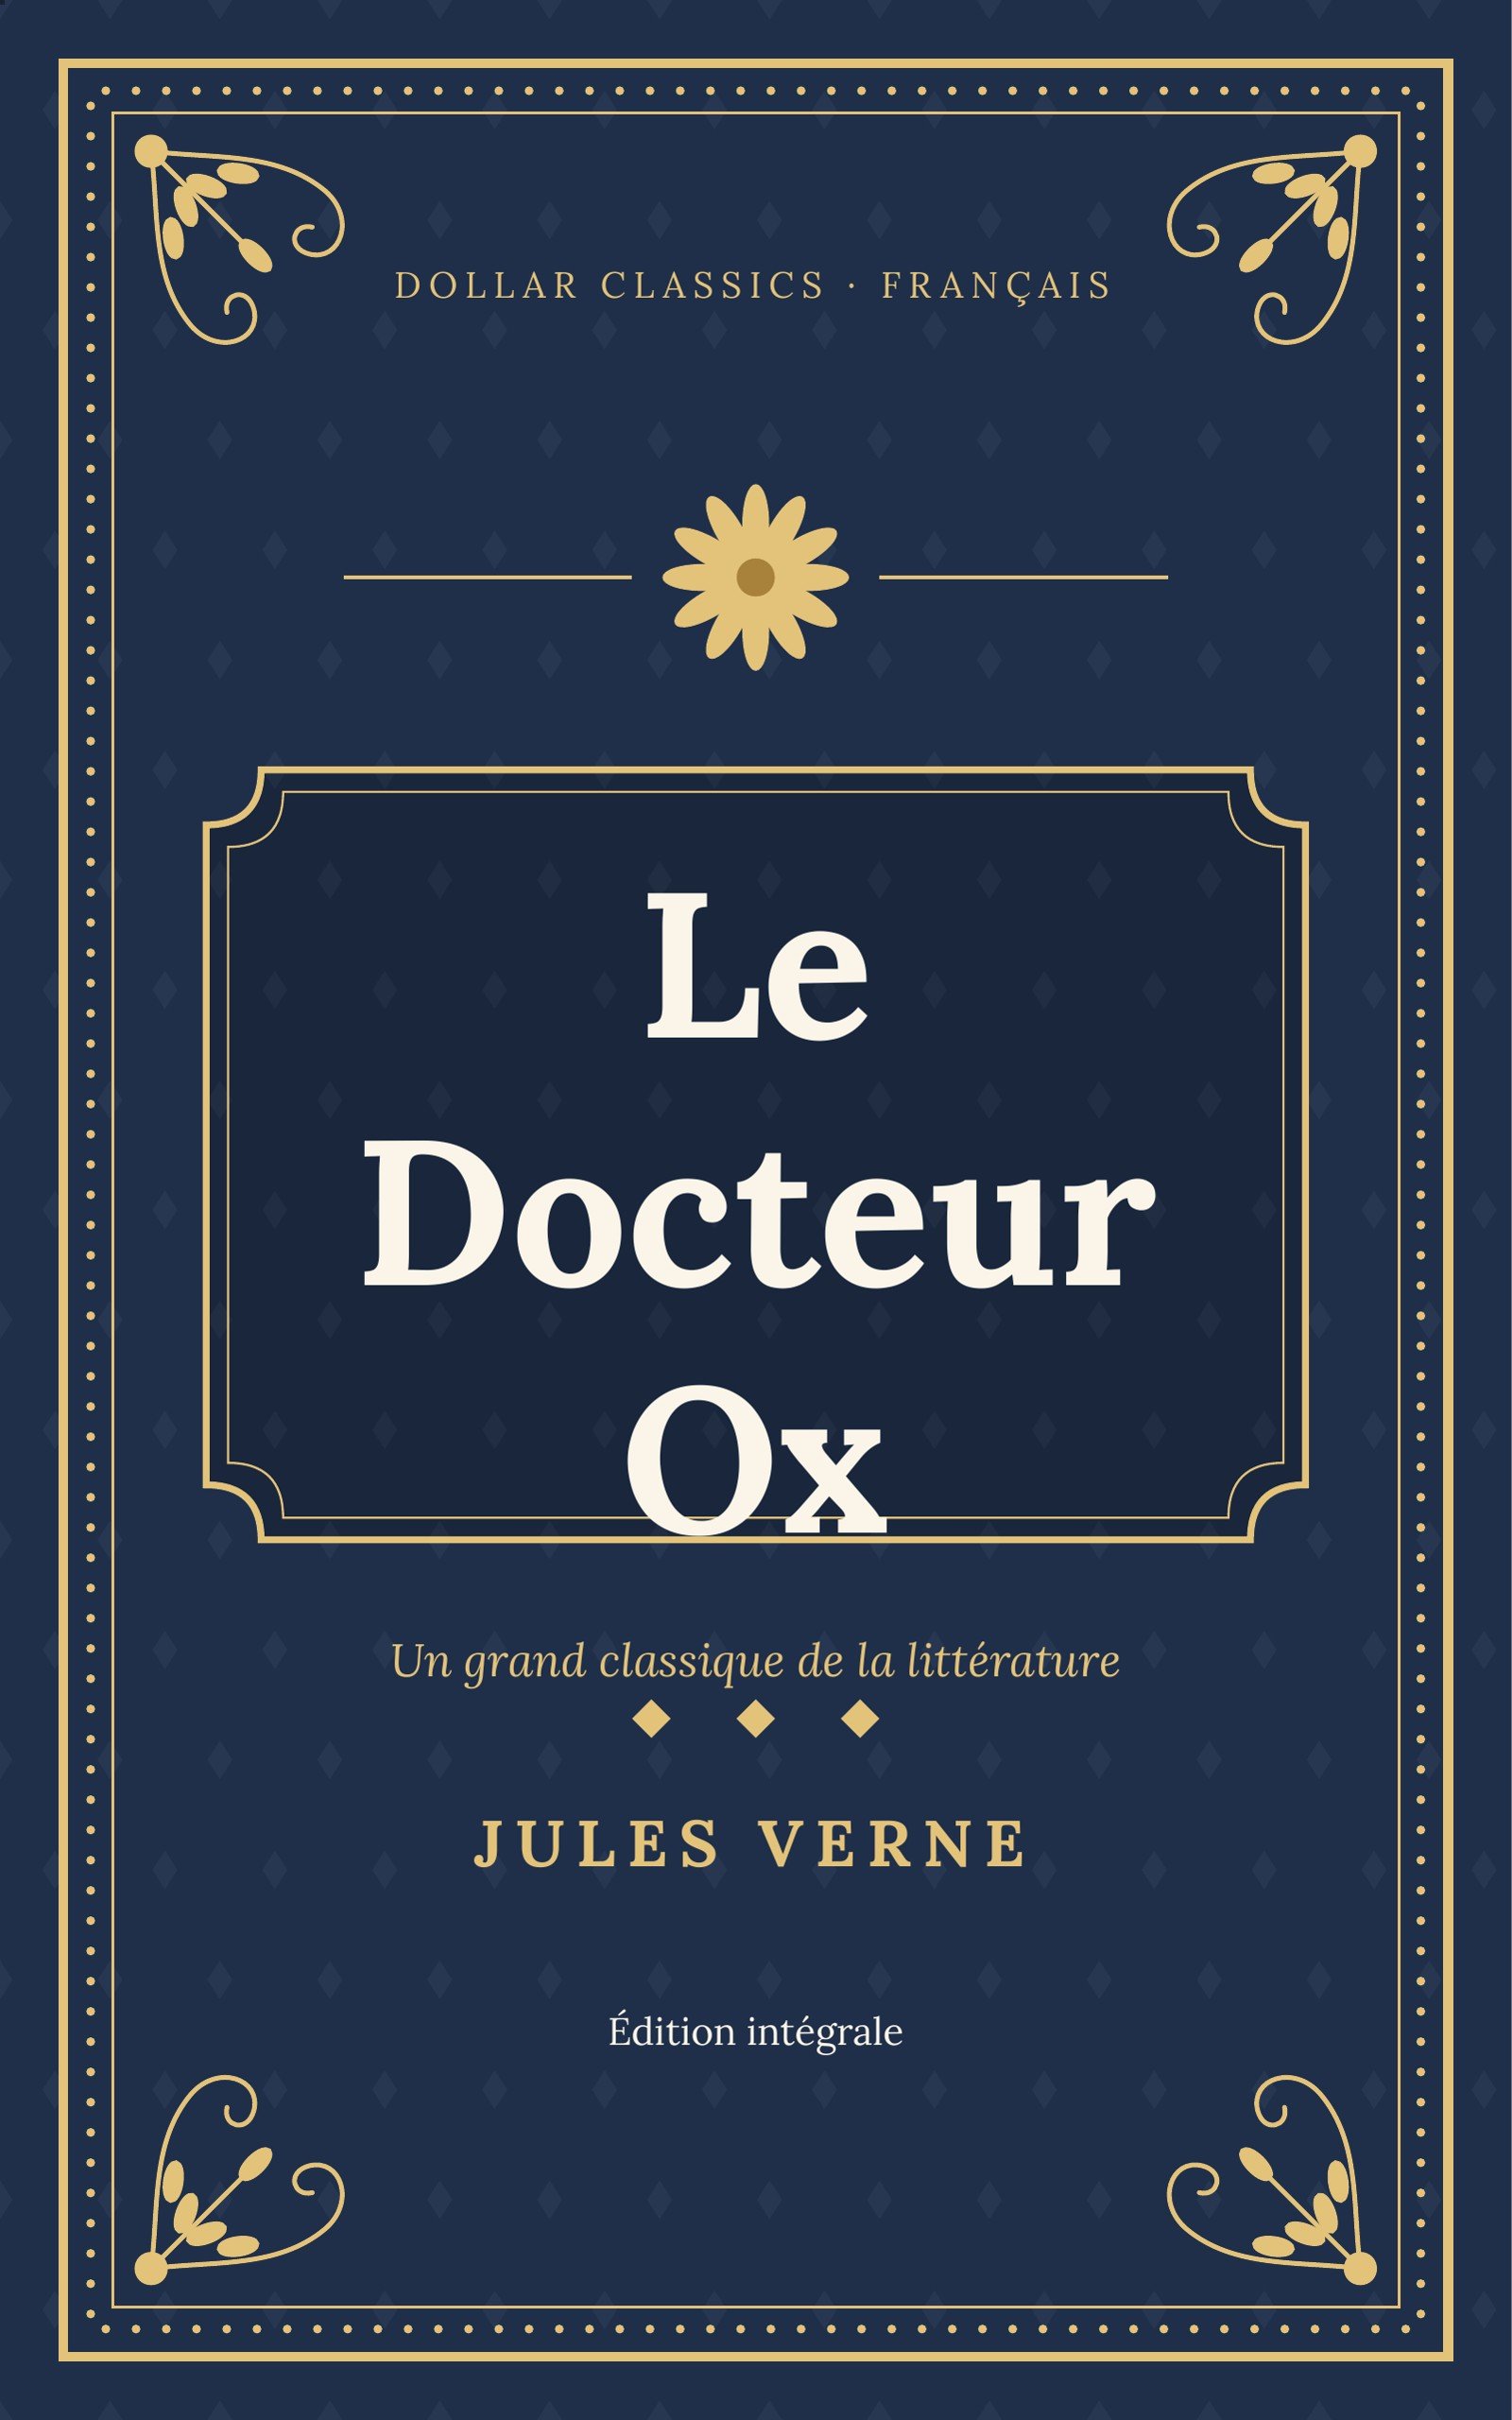 DOLLAR CLASSICS · FRANÇAIS
Le
Docteur
Ox
Un grand classique de la littérature
JULES VERNE
Édition intégrale